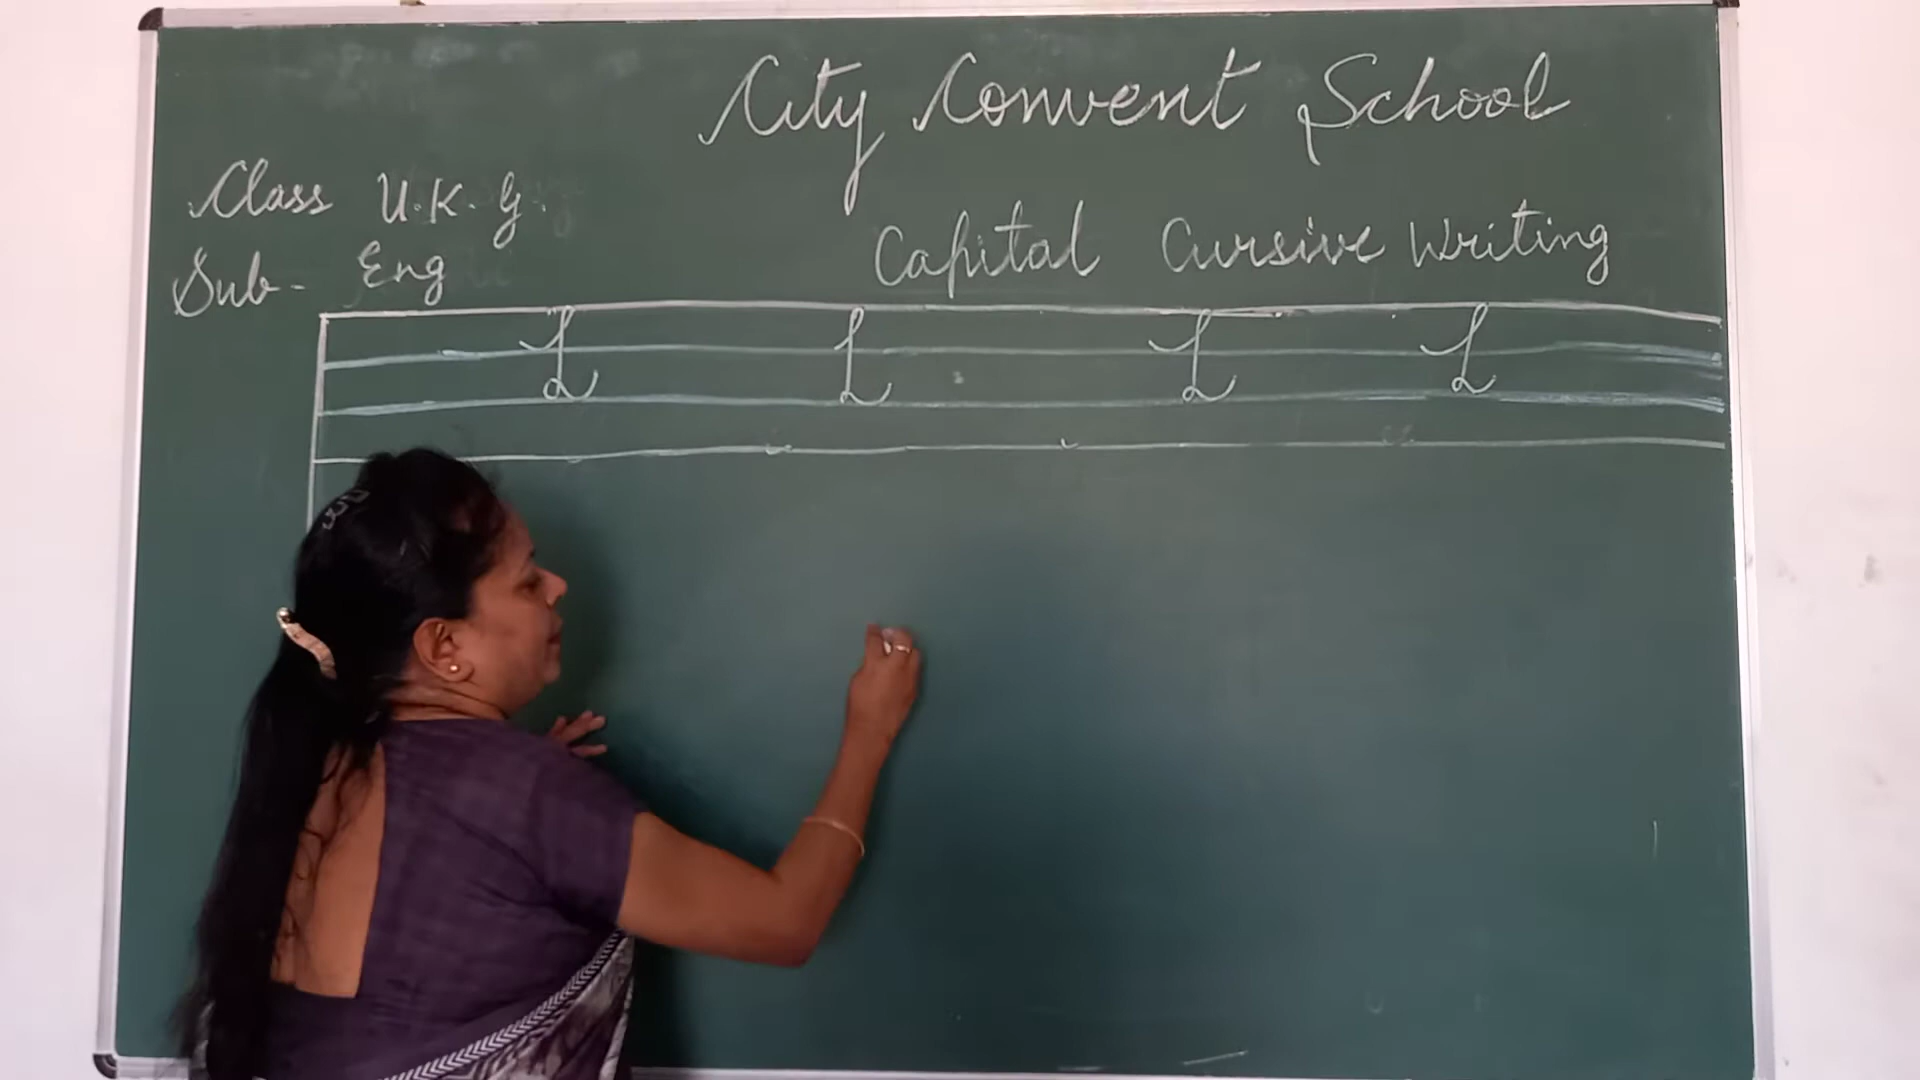 City Convent School
Class U.K.G.
Sub- Eng
Capital Cursive Writing
L L L L